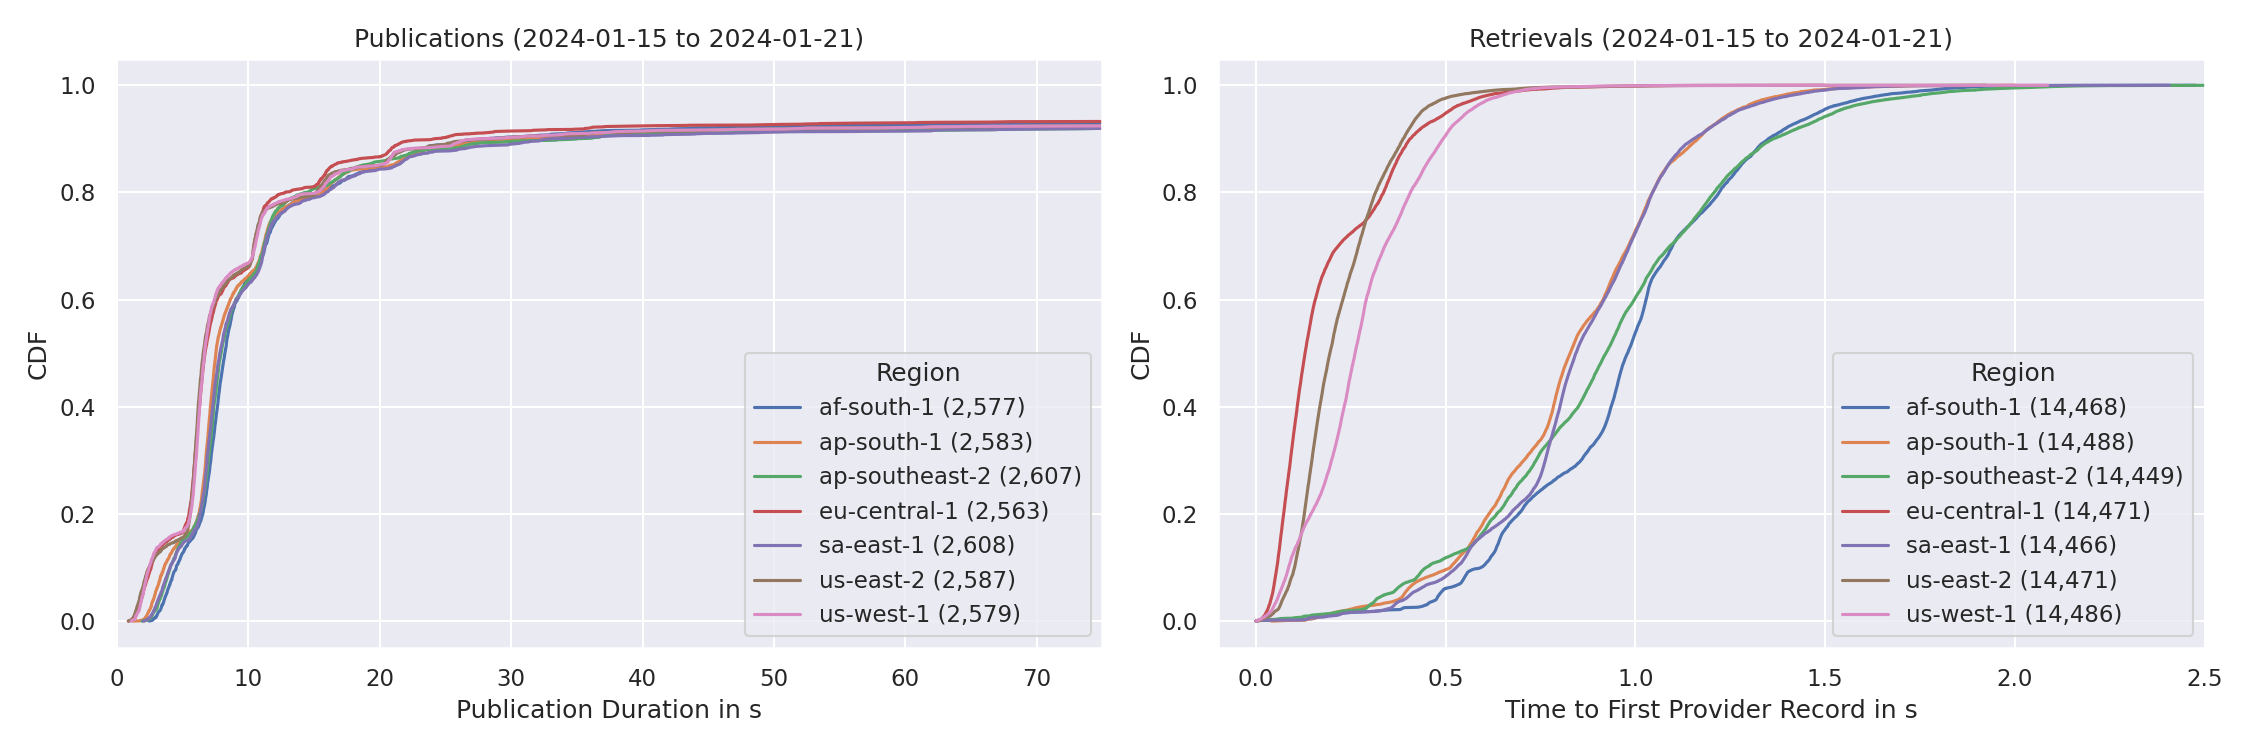 Publications (2024-01-15 to 2024-01-21)
1.0
0.8
0.6
0.4
0.2
0.0
CDF
0
10
20
30
40
50
60
70
Publication Duration in s
Region
af-south-1 (2,577)
ap-south-1 (2,583)
ap-southeast-2 (2,607)
eu-central-1 (2,563)
sa-east-1 (2,608)
us-east-2 (2,587)
us-west-1 (2,579)
Retrievals (2024-01-15 to 2024-01-21)
1.0
0.8
0.6
0.4
0.2
0.0
CDF
0.0
0.5
1.0
1.5
2.0
2.5
Time to First Provider Record in s
Region
af-south-1 (14,468)
ap-south-1 (14,488)
ap-southeast-2 (14,449)
eu-central-1 (14,471)
sa-east-1 (14,466)
us-east-2 (14,471)
us-west-1 (14,486)